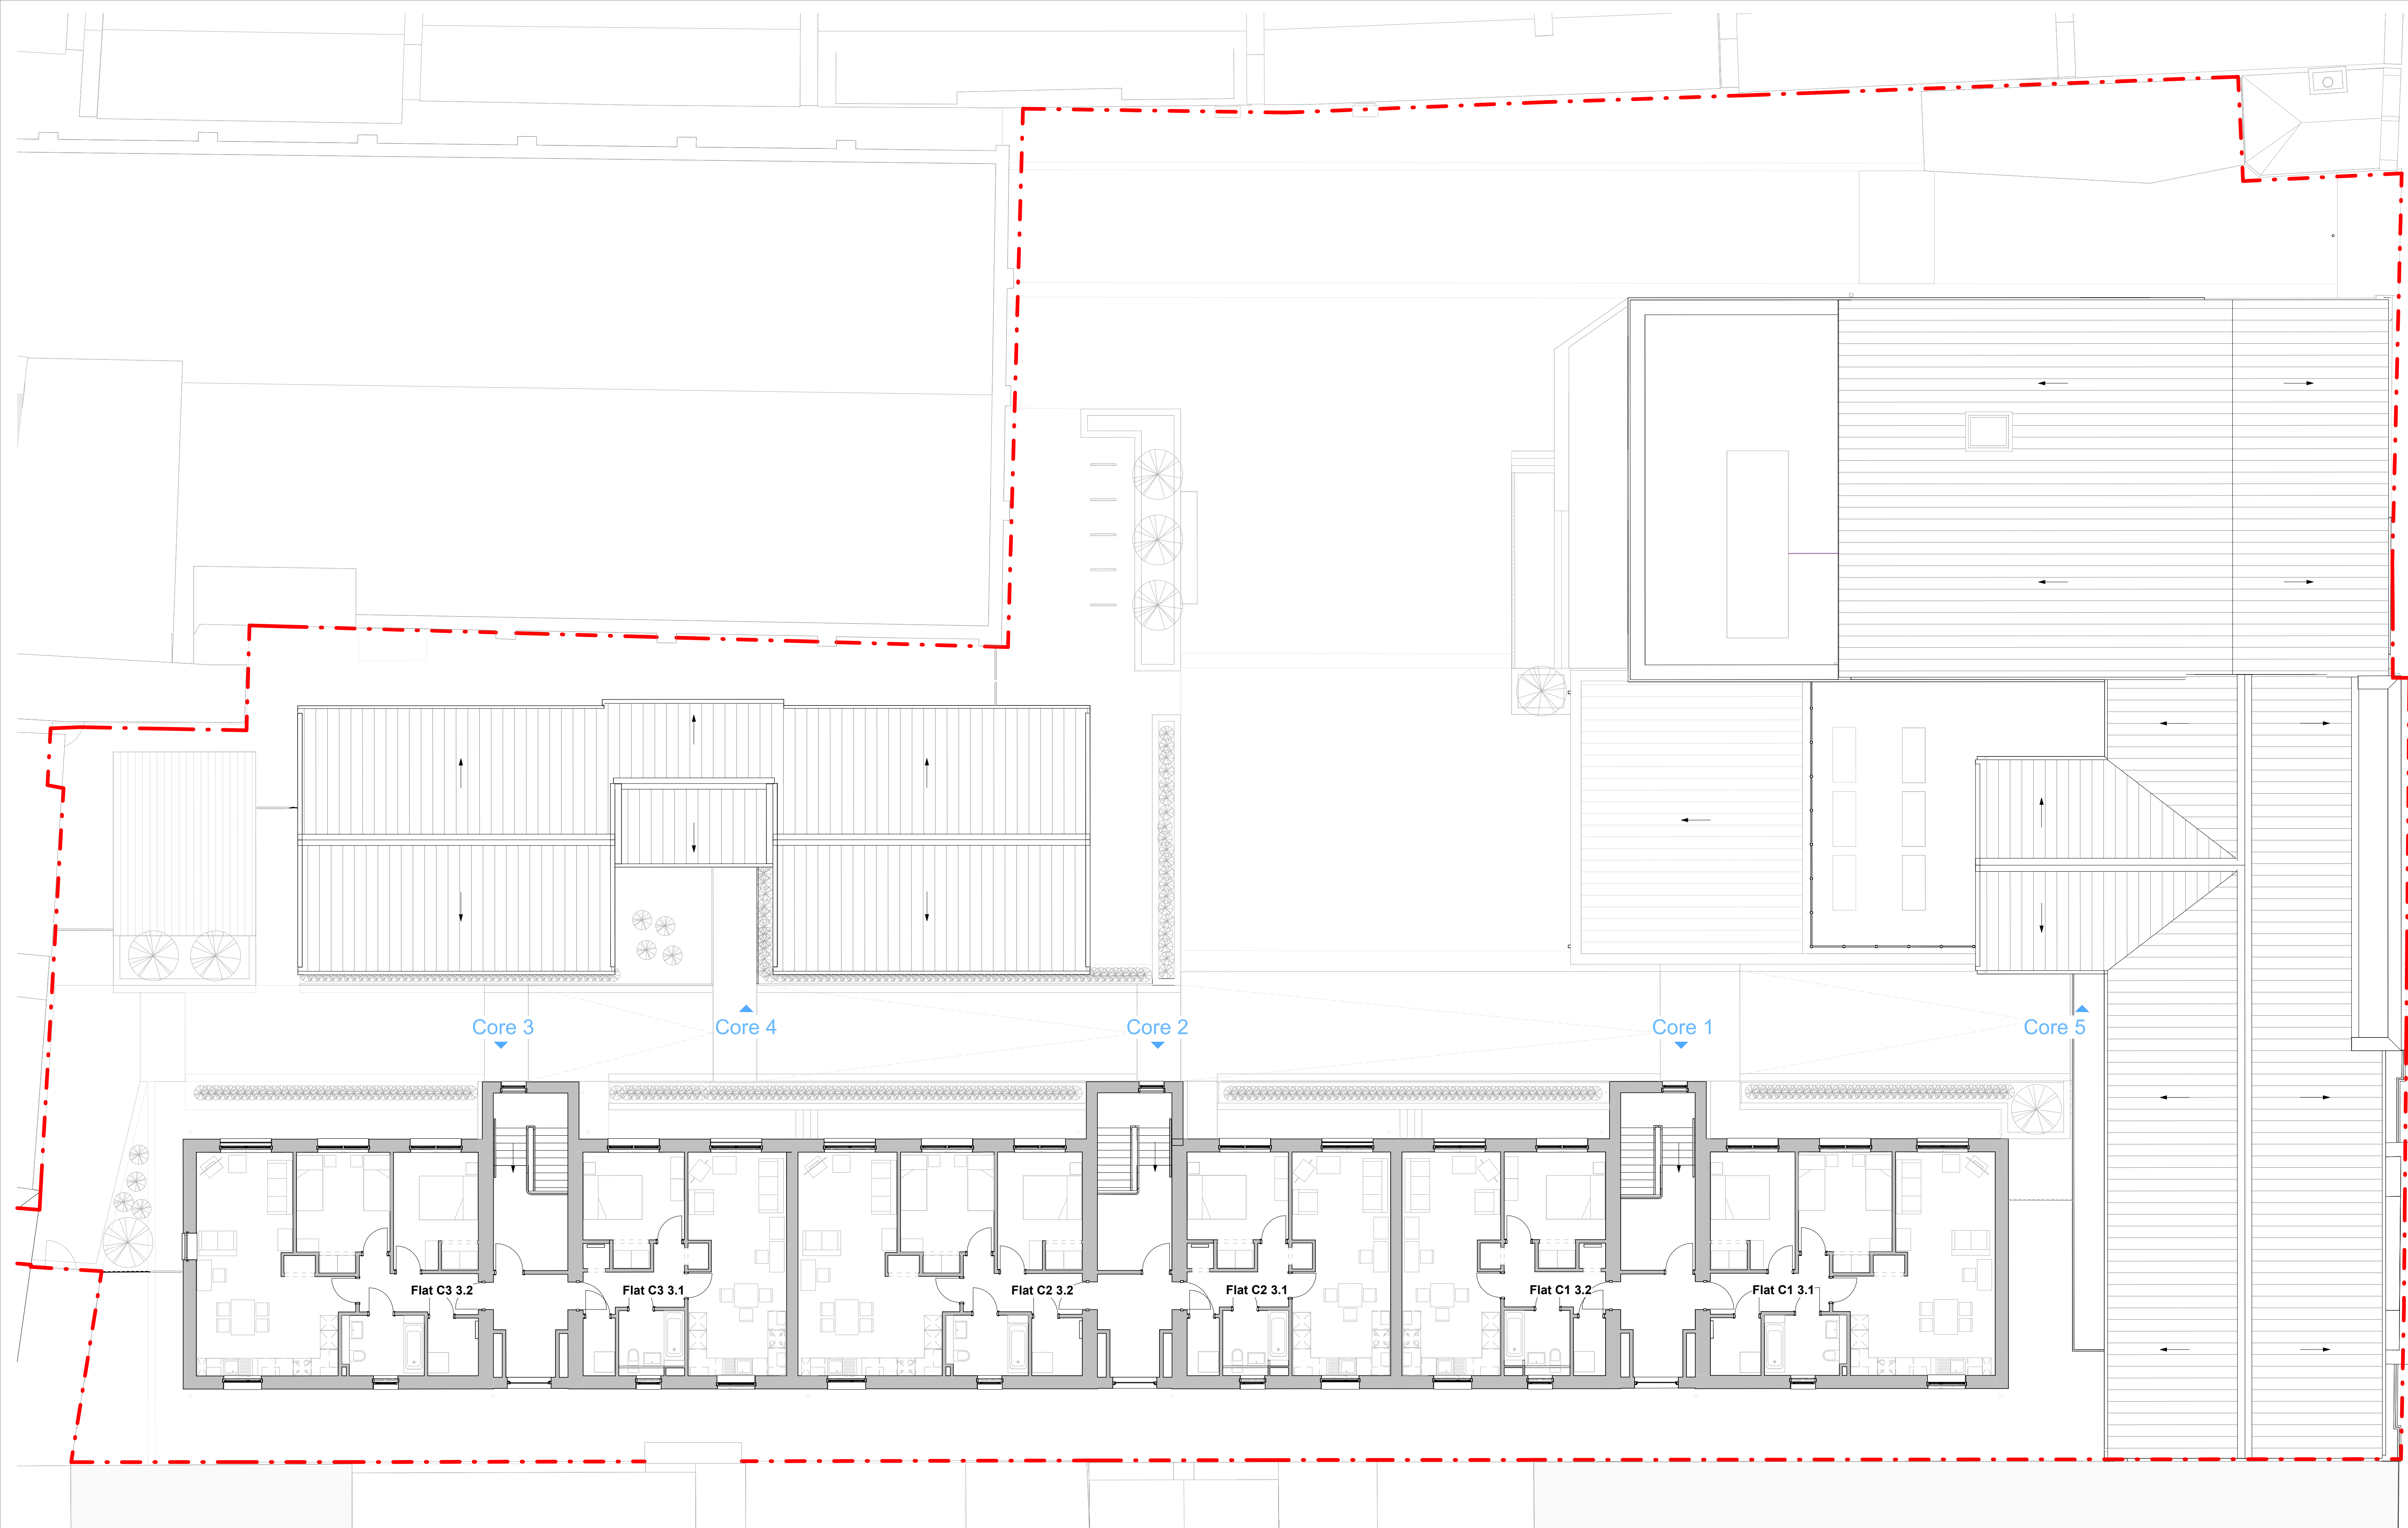 Core 3
Core 4
Core 2
Core 1
Core 5
Flat C3 3.2
Flat C3 3.1
Flat C2 3.2
Flat C2 3.1
Flat C1 3.2
Flat C1 3.1